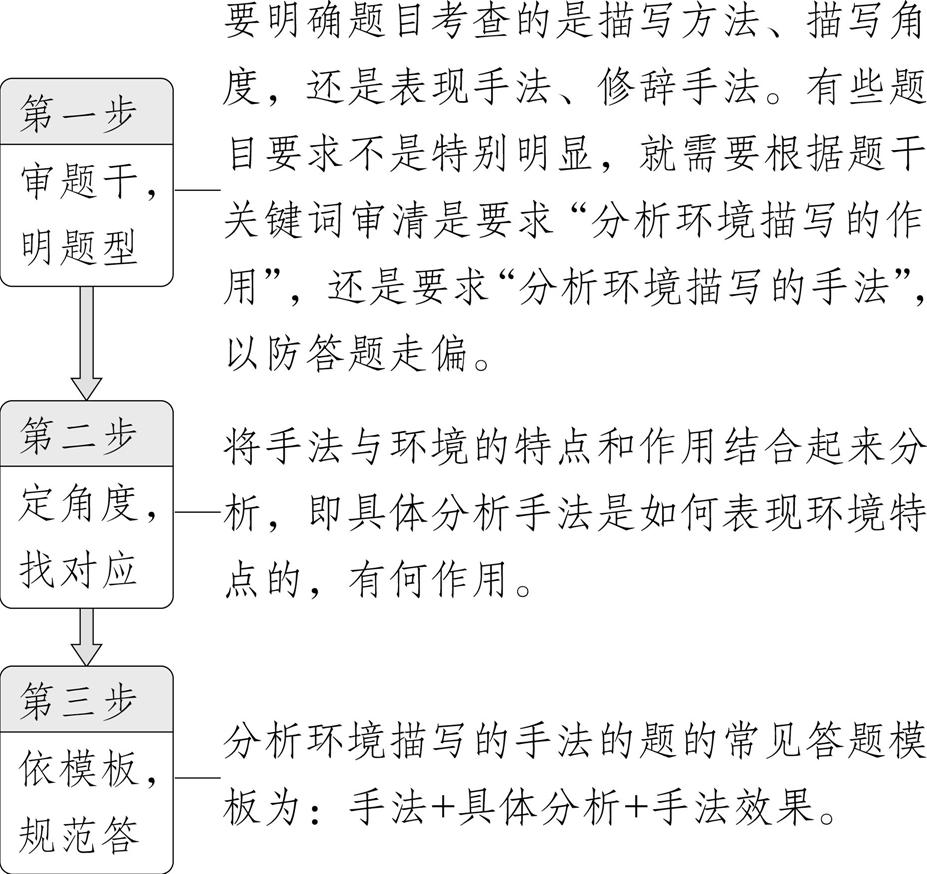 第一步
审题干，
明题型
要明确题目考查的是描写方法、描写角
度，还是表现手法、修辞手法。有些题
目要求不是特别明显，就需要根据题干
关键词审清是要求“分析环境描写的作
用”，还是要求“分析环境描写的手法”，
以防答题走偏。
第二步
定角度，
找对应
将手法与环境的特点和作用结合起来分
析，即具体分析手法是如何表现环境特
点的，有何作用。
第三步
依模板，
规范答
分析环境描写的手法的题的常见答题模
板为：手法+具体分析+手法效果。